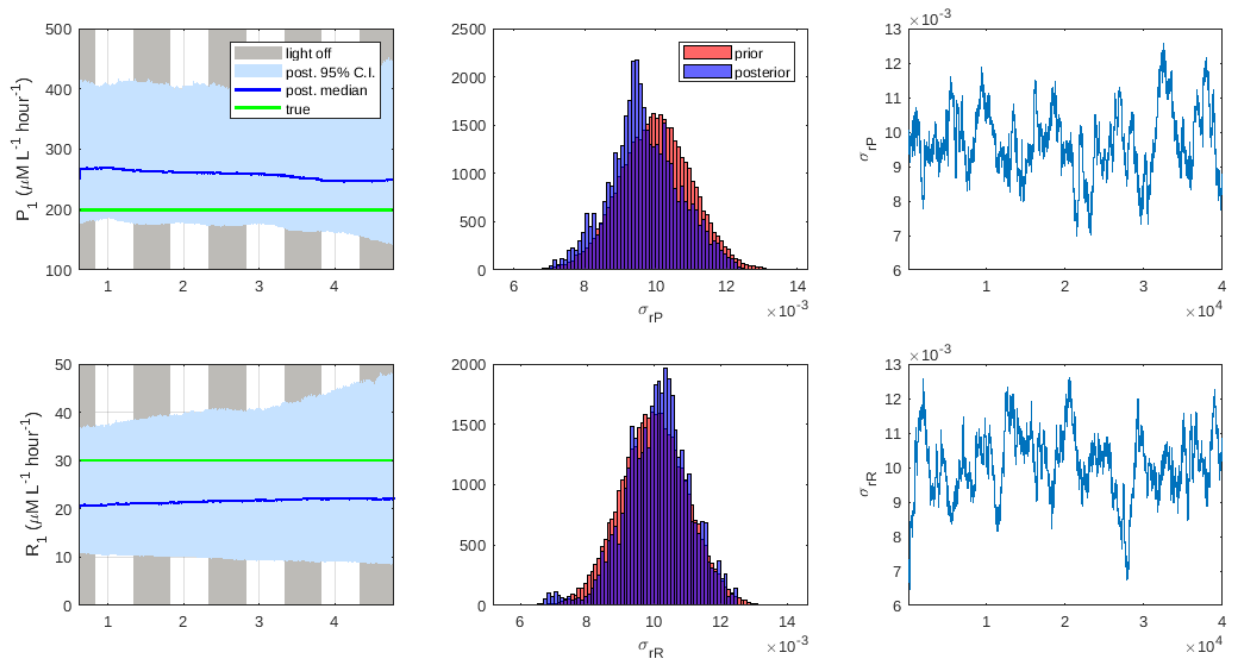 500
400
300
200
100
P1 (μM L-1 hour-1)
light off
post. 95% C.I.
post. median
true
1 2 3 4
2500
2000
1500
1000
500
0
prior
posterior
6 8 10 12 14
σrP
×10-3
×10-3
13
12
11
10
9
8
7
6
σrP
1 2 3 4
×104
50
40
30
20
10
0
R1 (μM L-1 hour-1)
1 2 3 4
2000
1500
1000
500
0
6 8 10 12 14
σrR
×10-3
×10-3
13
12
11
10
9
8
7
6
σrR
1 2 3 4
×104